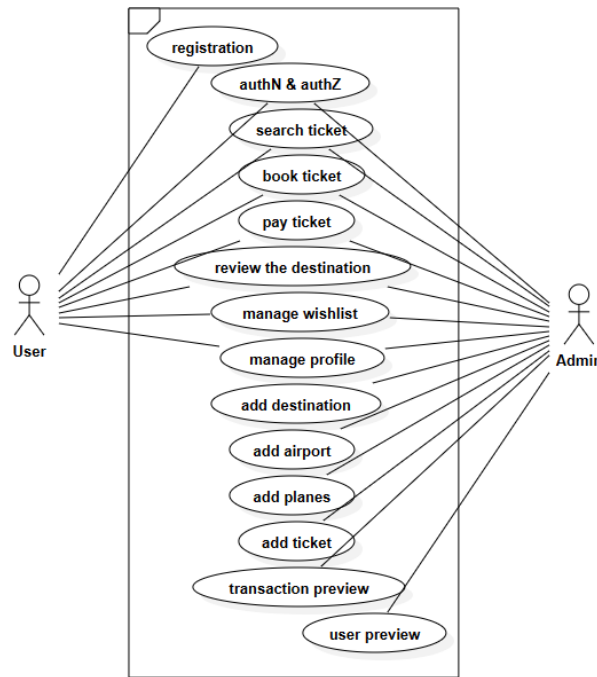 registration
authN & authZ
search ticket
book ticket
pay ticket
review the destination
manage wishlist
User
Admin
manage profile
add destination
add airport
add planes
add ticket
transaction preview
user preview